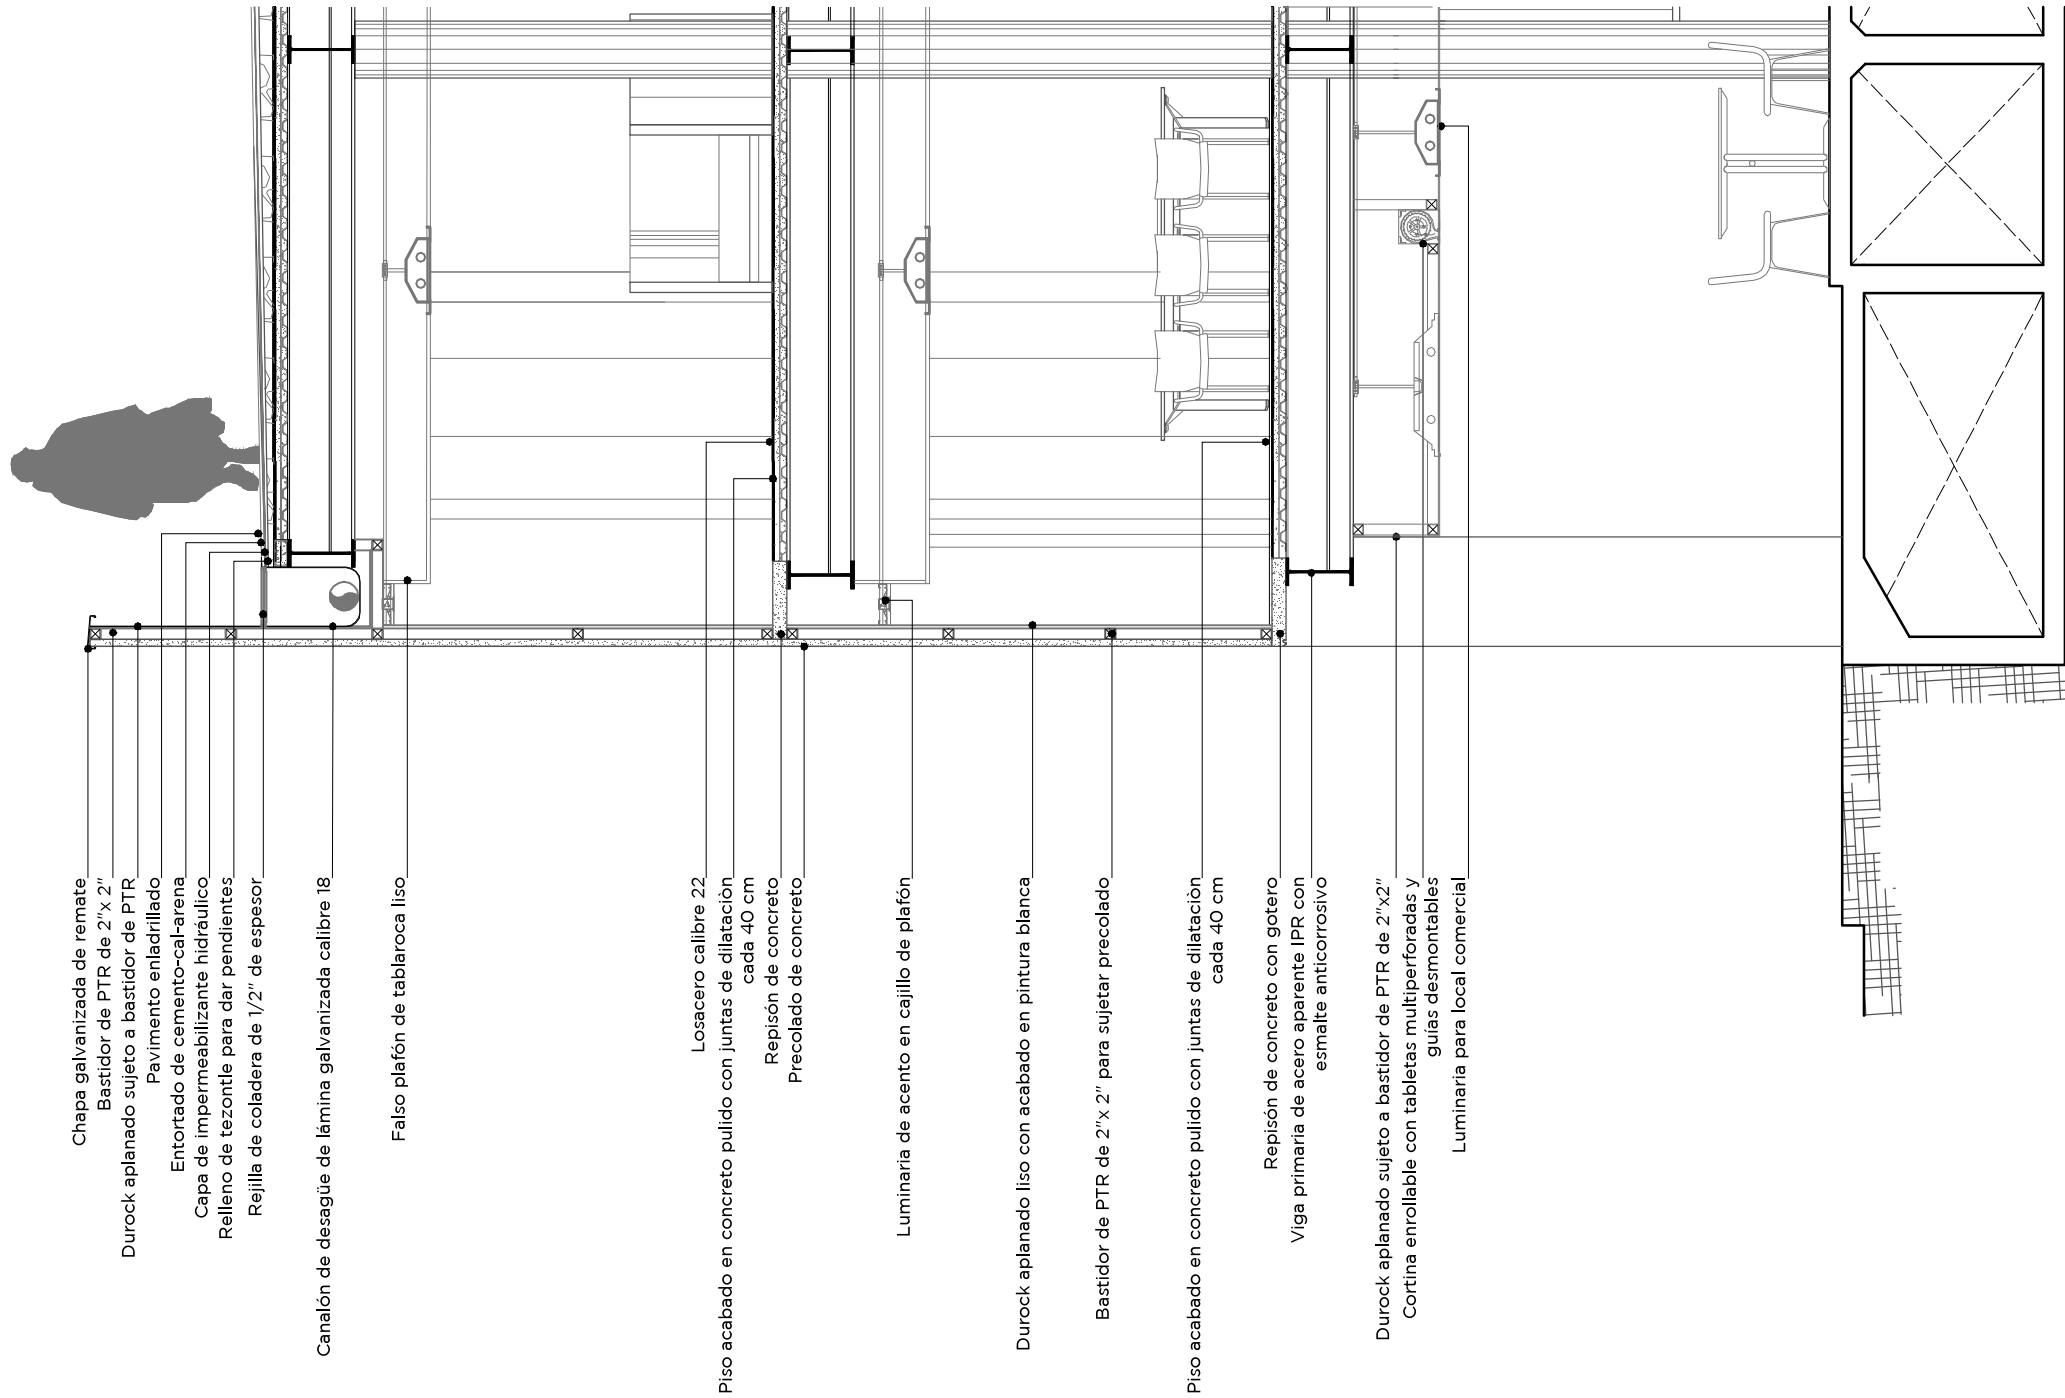 Chapa galvanizada de remate
Bastidor de PTR de 2"x 2"
Durock aplanado sujeto a bastidor de PTR
Pavimento enladrillado
Entortado de cemento-cal-arena
Capa de impermeabilizante hidráulico
Relleno de tezontle para dar pendientes
Rejilla de coladera de 1/2" de espesor
Canalón de desagüe de lámina galvanizada calibre 18
Falso plafón de tablaroca liso
Losacero calibre 22
Piso acabado en concreto pulido con juntas de dilatación
cada 40 cm
Repisón de concreto
Precolado de concreto
Luminaria de acento en cajillo de plafón
Durock aplanado liso con acabado en pintura blanca
Bastidor de PTR de 2"x 2" para sujetar precolado
Piso acabado en concreto pulido con juntas de dilatación
cada 40 cm
Repisón de concreto con gotero
Viga primaria de acero aparente IPR con
esmalte anticorrosivo
Durock aplanado sujeto a bastidor de PTR de 2"x2"
Cortina enrollable con tabletas multiperforadas y
guías desmontables
Luminaria para local comercial